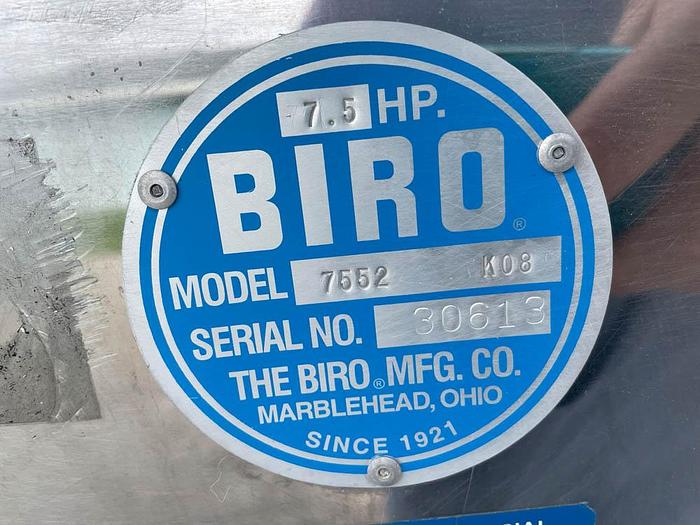 7.5 HP.
BIRO®
MODEL 7552 K08
SERIAL NO. 30613
THE BIRO® MFG. CO.
MARBLEHEAD, OHIO
SINCE 1921